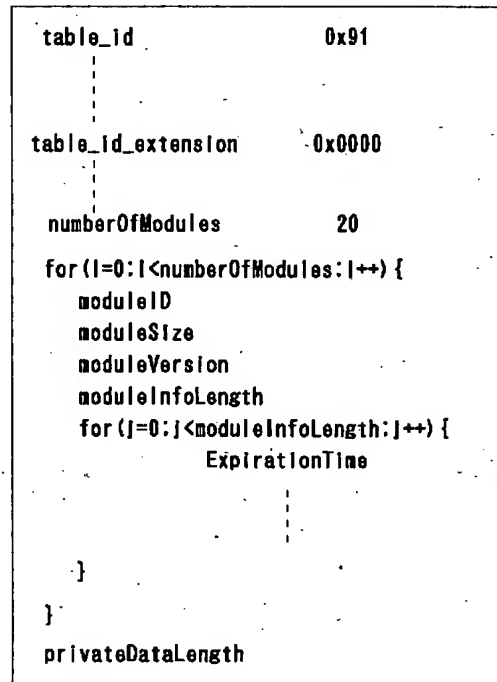 table_id 0x91
table_id_extension 0x0000
numberOfModules 20
for(i=0:i<numberOfModules:i++){
moduleID
moduleSize
moduleVersion
moduleInfoLength
for(j=0:j<moduleInfoLength:j++){
ExpirationTime
}
}
privateDataLength